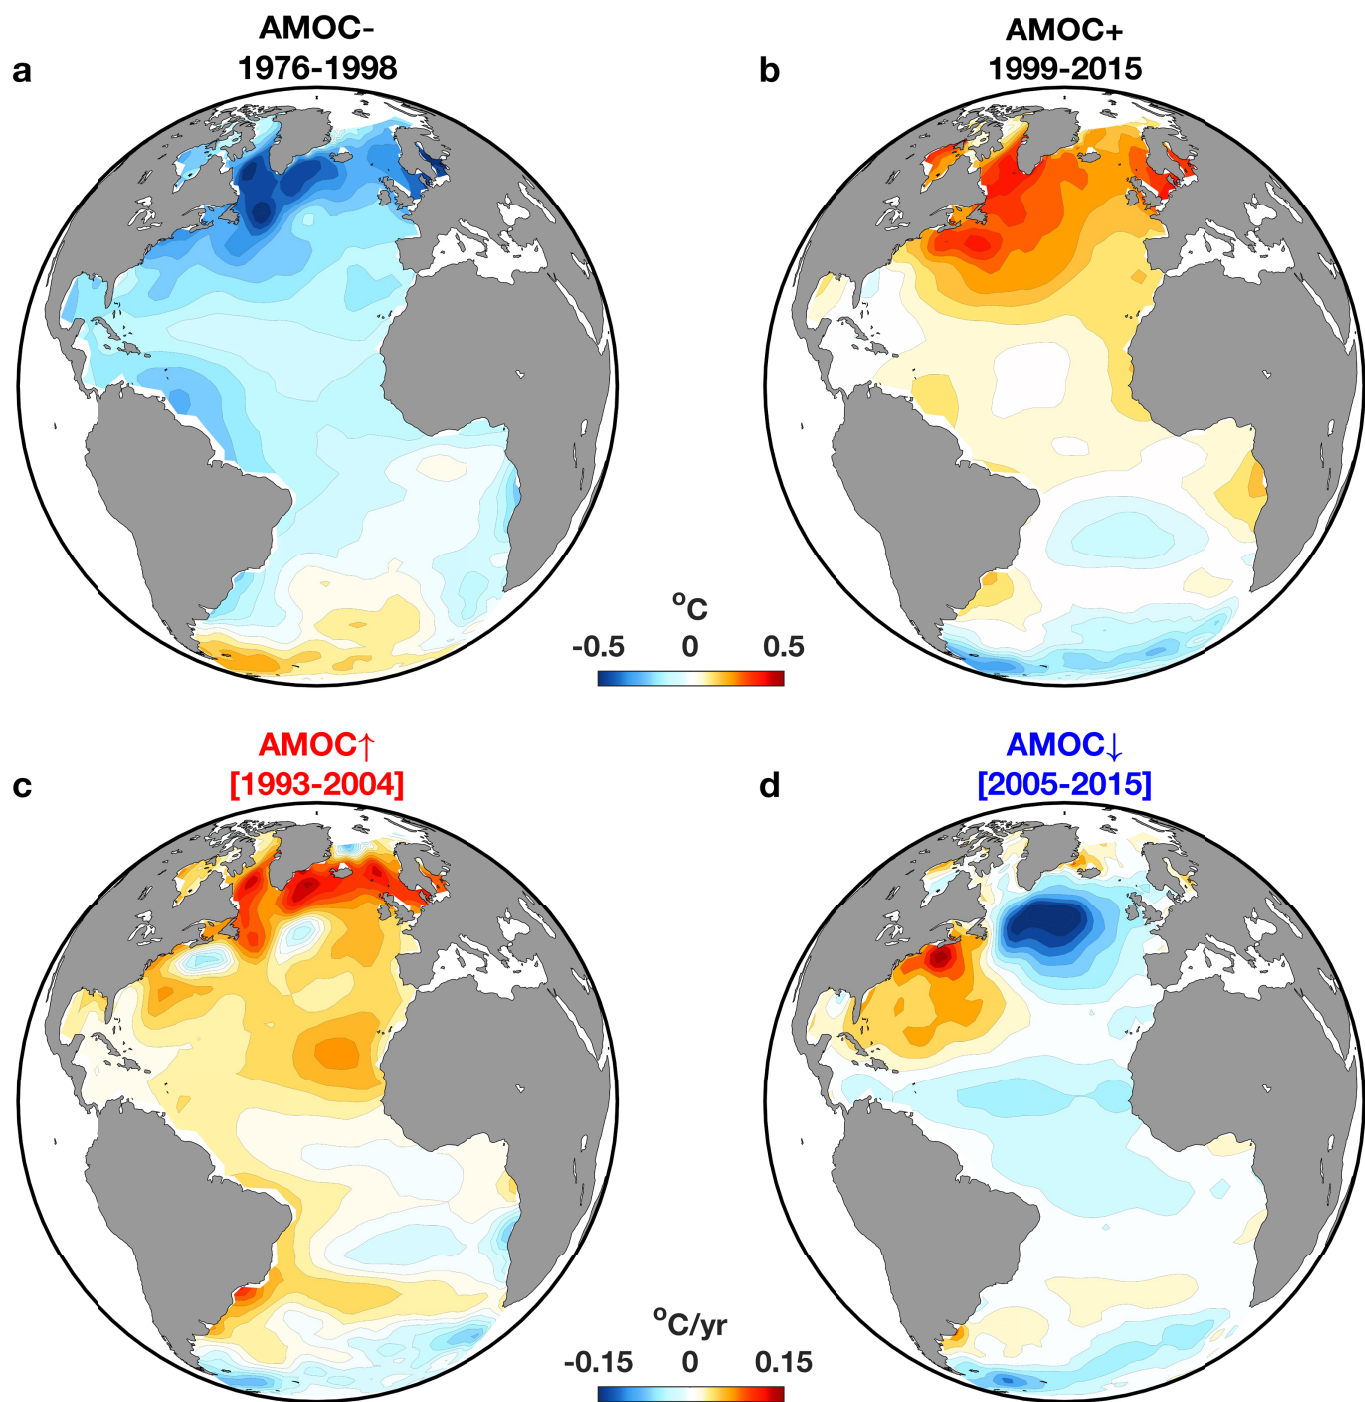 AMOC-
1976-1998
a
AMOC+
1999-2015
b
oC
-0.5 0 0.5
AMOC↑
[1993-2004]
c
AMOC↓
[2005-2015]
d
oC/yr
-0.15 0 0.15